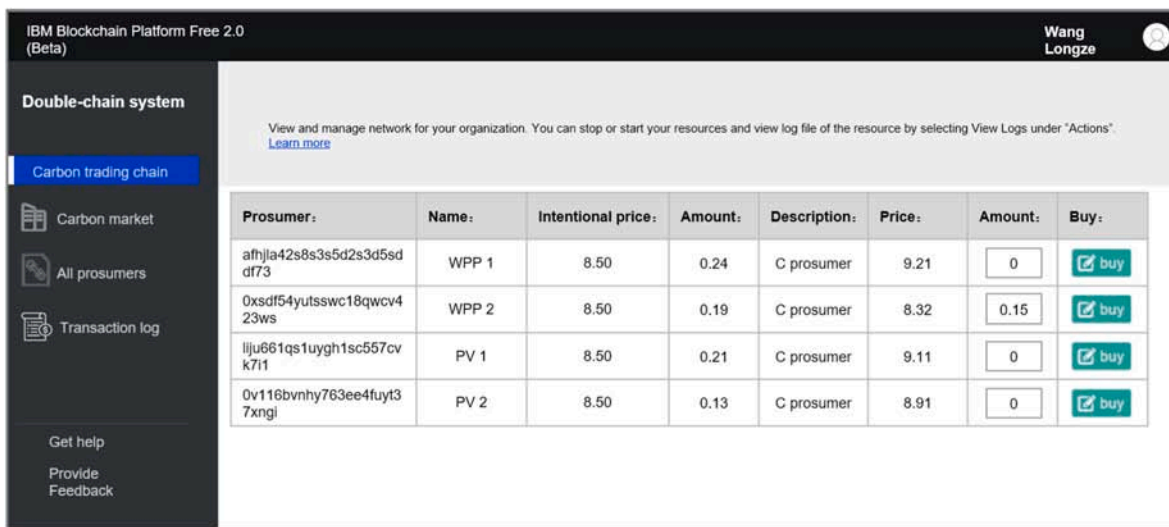 IBM Blockchain Platform Free 2.0
(Beta)
Wang
Longze
Double-chain system
View and manage network for your organization. You can stop or start your resources and view log file of the resource by selecting View Logs under "Actions".
Learn more
Carbon trading chain
Carbon market
All prosumers
Transaction log
Get help
Provide
Feedback
Prosumer: Name: Intentional price: Amount: Description: Price: Amount: Buy:
afhjla42s8s3s5d2s3d5sd
df73
WPP 1 8.50 0.24 C prosumer 9.21 0 buy
0xsdf54yutsswc18qwcv4
23ws
WPP 2 8.50 0.19 C prosumer 8.32 0.15 buy
liju661qs1uygh1sc557cv
k7i1
PV 1 8.50 0.21 C prosumer 9.11 0 buy
0v116bvnhy763ee4fuyt3
7xngi
PV 2 8.50 0.13 C prosumer 8.91 0 buy